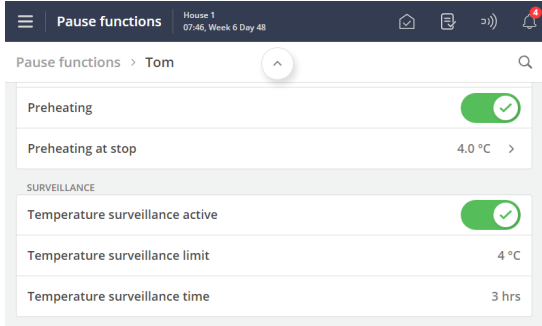 Pause functions
House 1
07:46, Week 6 Day 48
4
Pause functions > Tom
Preheating
Preheating at stop 4.0 °C >
SURVEILLANCE
Temperature surveillance active
Temperature surveillance limit 4 °C
Temperature surveillance time 3 hrs